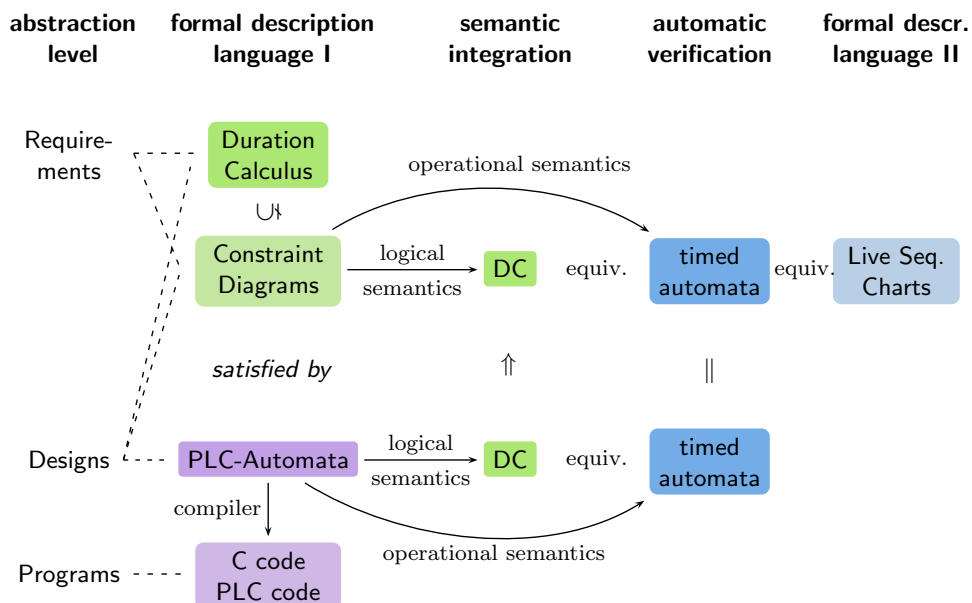 abstraction level
formal description language I
semantic integration
automatic verification
formal descr. language II
Require-
ments
Duration
Calculus
operational semantics
Constraint
Diagrams
logical
semantics
DC
equiv.
timed
automata
equiv.
Live Seq.
Charts
satisfied by
⇑
||
Designs
PLC-Automata
logical
semantics
DC
equiv.
timed
automata
compiler
operational semantics
Programs
C code
PLC code